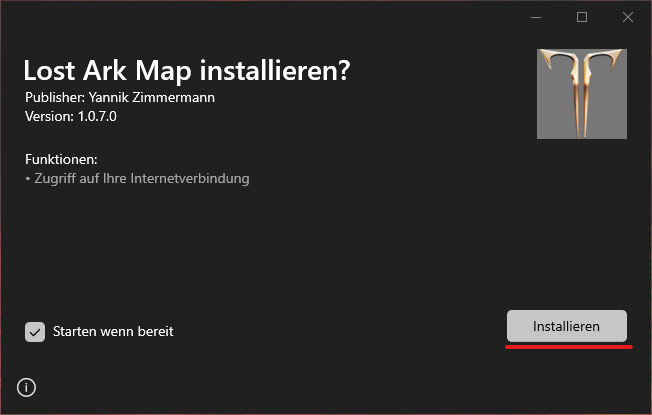 Lost Ark Map installieren?
Publisher: Yannik Zimmermann
Version: 1.0.7.0
Funktionen:
• Zugriff auf Ihre Internetverbindung
Starten wenn bereit
Installieren